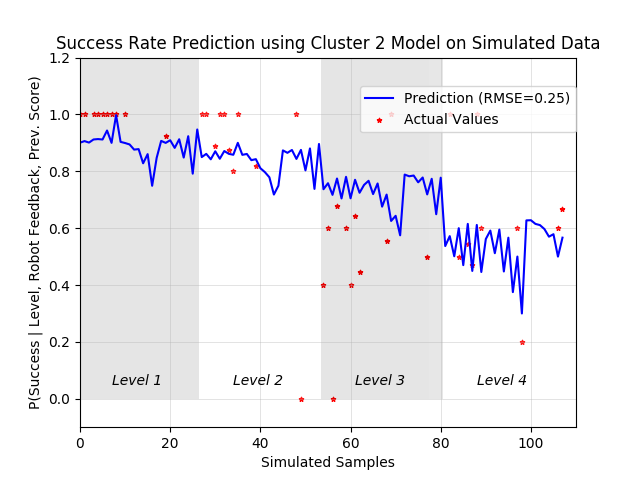 Success Rate Prediction using Cluster 2 Model on Simulated Data
P(Success | Level, Robot Feedback, Prev. Score)
1.2
1.0
0.8
0.6
0.4
0.2
0.0
Prediction (RMSE=0.25)
Actual Values
Level 1 Level 2 Level 3 Level 4
0 20 40 60 80 100
Simulated Samples